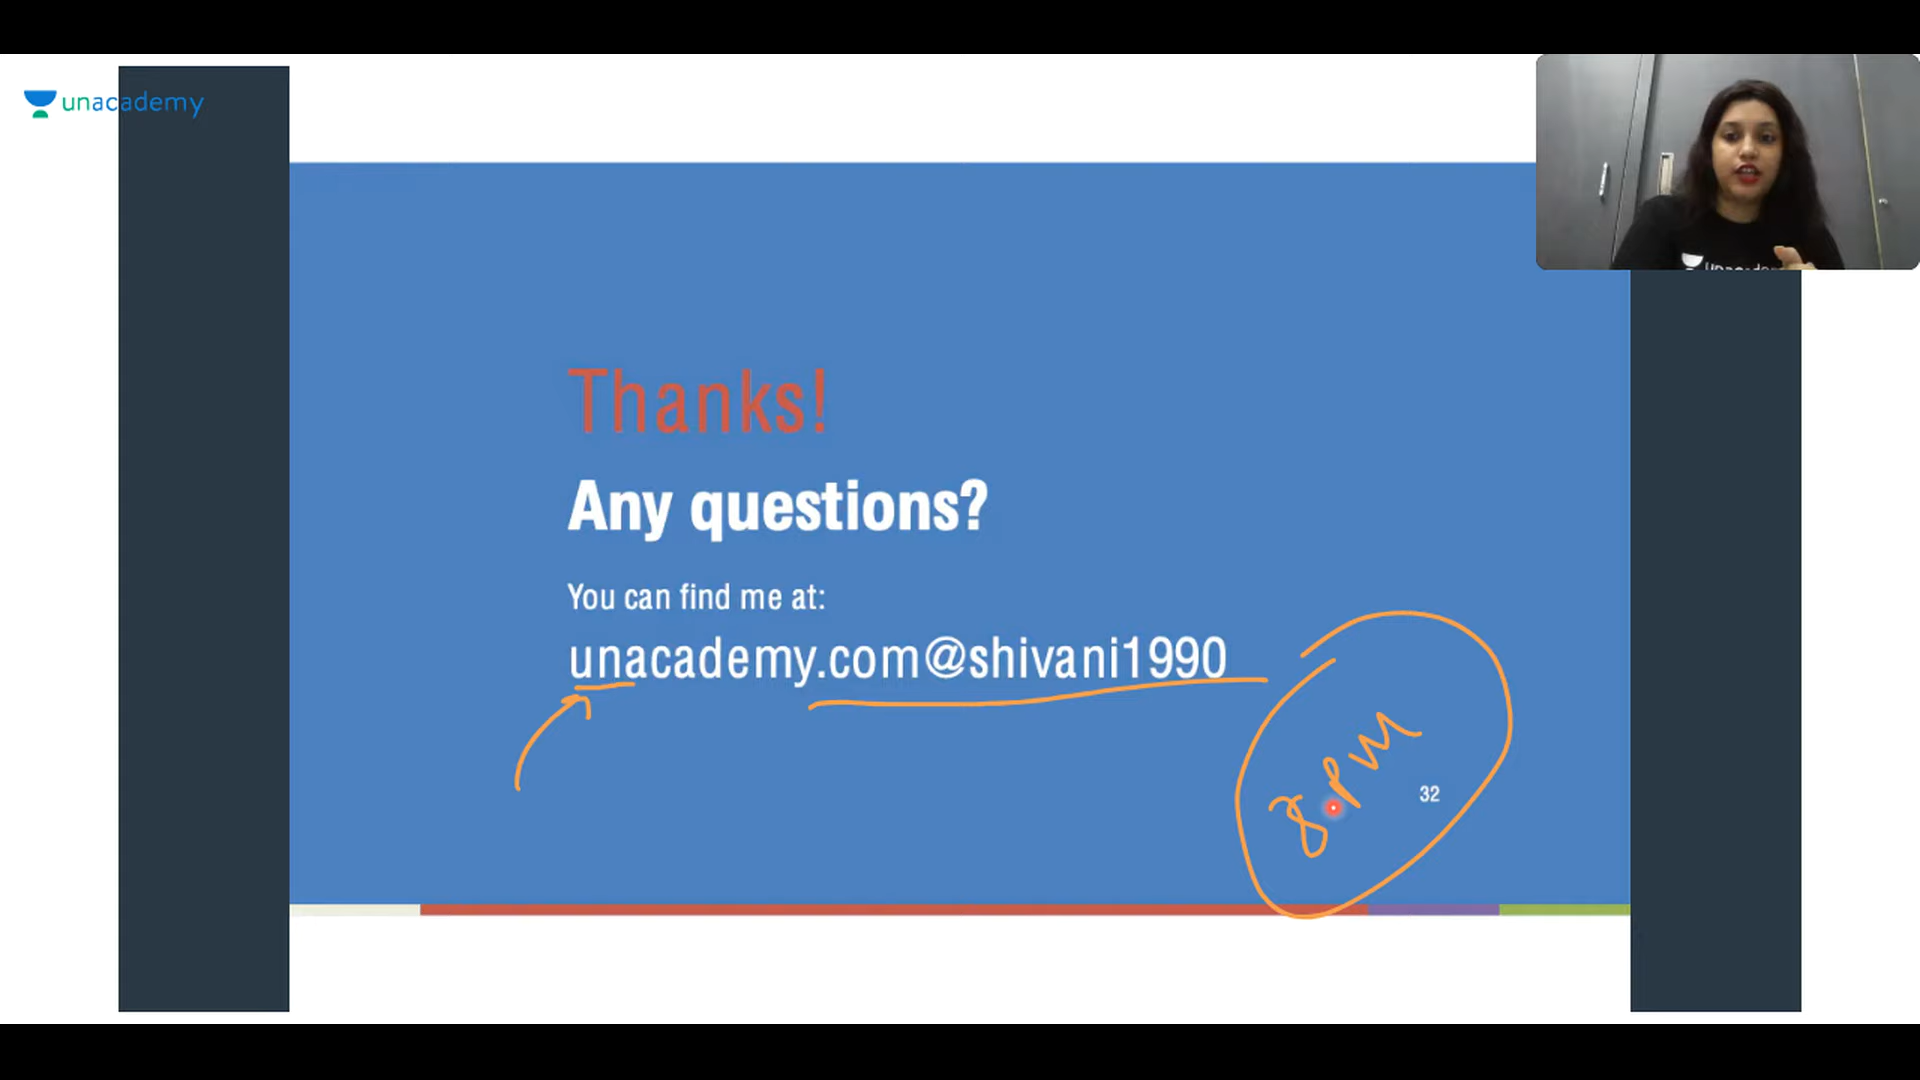 unacademy
Thanks!
Any questions?
You can find me at:
unacademy.com@shivani1990
8PM
32